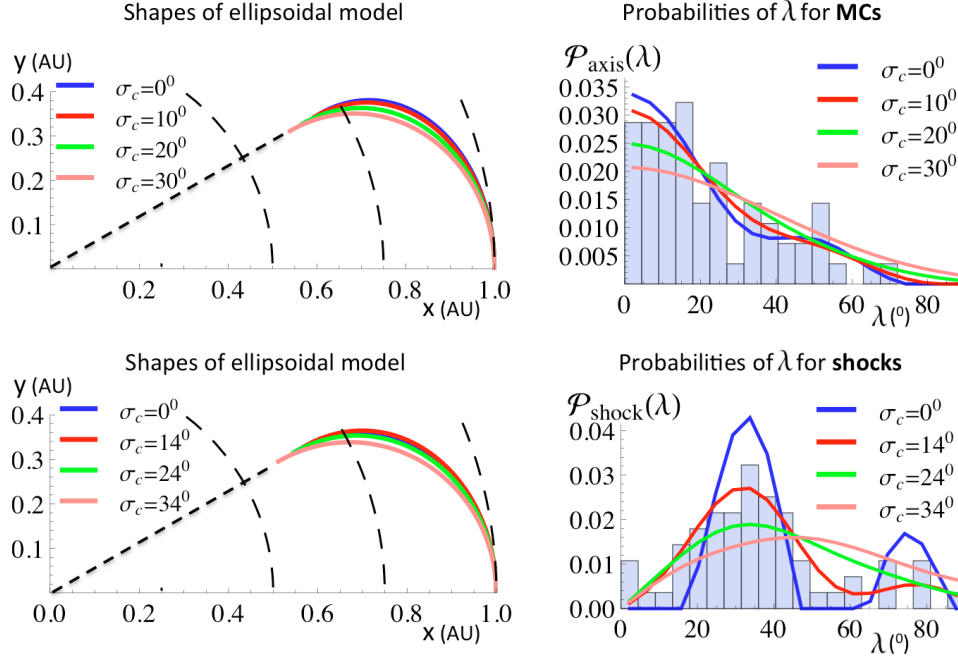 Shapes of ellipsoidal model
y (AU)
0.4
0.3
0.2
0.1
σc=0⁰
σc=10⁰
σc=20⁰
σc=30⁰
0.0 0.2 0.4 0.6 0.8 1.0
x (AU)
Probabilities of λ for MCs
𝒫axis(λ)
0.035
0.030
0.025
0.020
0.015
0.010
0.005
0.000
σc=0⁰
σc=10⁰
σc=20⁰
σc=30⁰
0 20 40 60 80
λ(⁰)
Shapes of ellipsoidal model
y (AU)
0.4
0.3
0.2
0.1
σc=0⁰
σc=14⁰
σc=24⁰
σc=34⁰
0.0 0.2 0.4 0.6 0.8 1.0
x (AU)
Probabilities of λ for shocks
𝒫shock(λ)
0.04
0.03
0.02
0.01
0.00
σc=0⁰
σc=14⁰
σc=24⁰
σc=34⁰
0 20 40 60 80
λ(⁰)